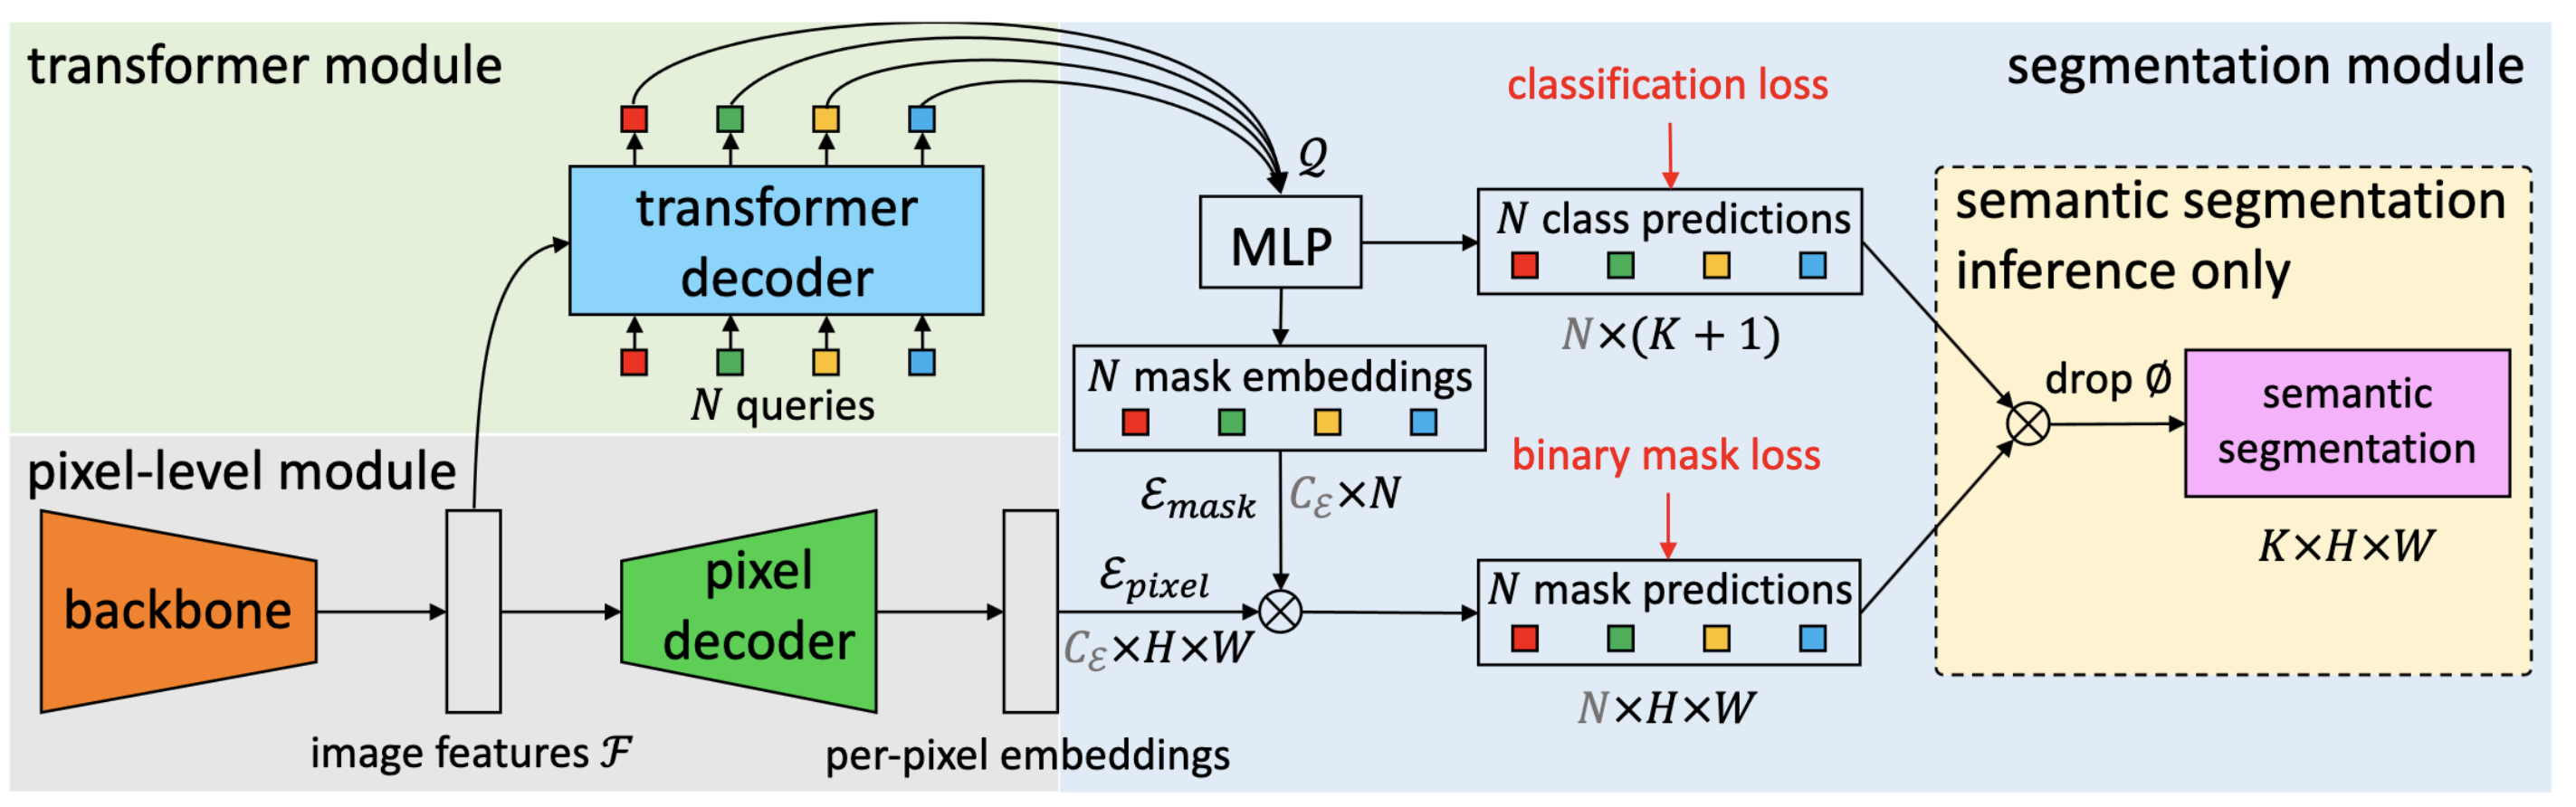 transformer module
segmentation module
classification loss
𝒬
transformer
decoder
MLP
N class predictions
N×(K + 1)
semantic segmentation
inference only
N queries
N mask embeddings
drop ∅
semantic
segmentation
K×H×W
pixel-level module
ℰmask
Cℰ×N
binary mask loss
backbone
pixel
decoder
ℰpixel
Cℰ×H×W
N mask predictions
N×H×W
image features ℱ
per-pixel embeddings